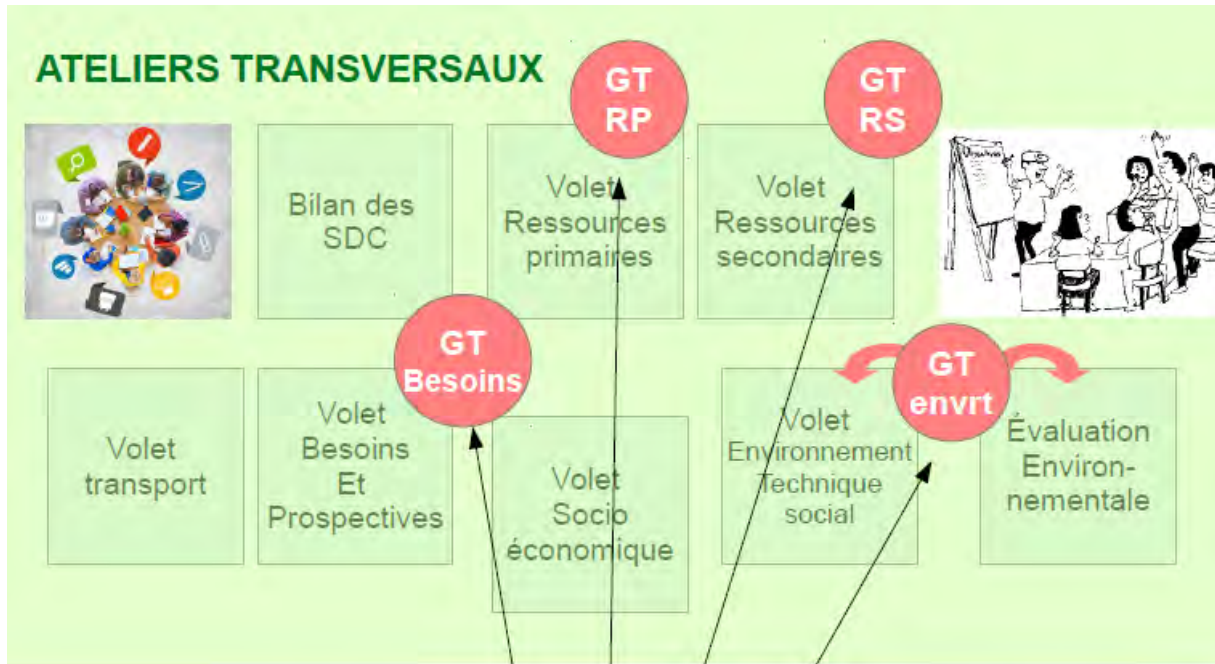 ATELIERS TRANSVERSAUX
GT
RP
GT
RS
Bilan des
SDC
Volet
Ressources
primaires
Volet
Ressources
secondaires
GT
Besoins
GT
envrt
Volet
transport
Volet
Besoins
Et
Prospectives
Volet
Socio
économique
Volet
Environnement
Technique
social
Évaluation
Environ-
nementale